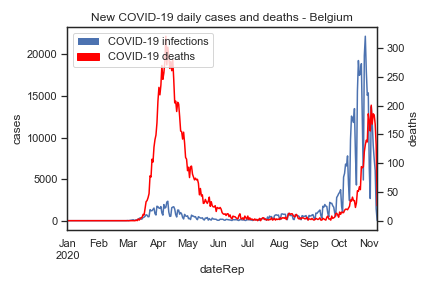 New COVID-19 daily cases and deaths - Belgium
COVID-19 infections
COVID-19 deaths
20000
15000
10000
5000
0
cases
300
250
200
150
100
50
0
deaths
Jan Feb Mar Apr May Jun Jul Aug Sep Oct Nov
2020
dateRep